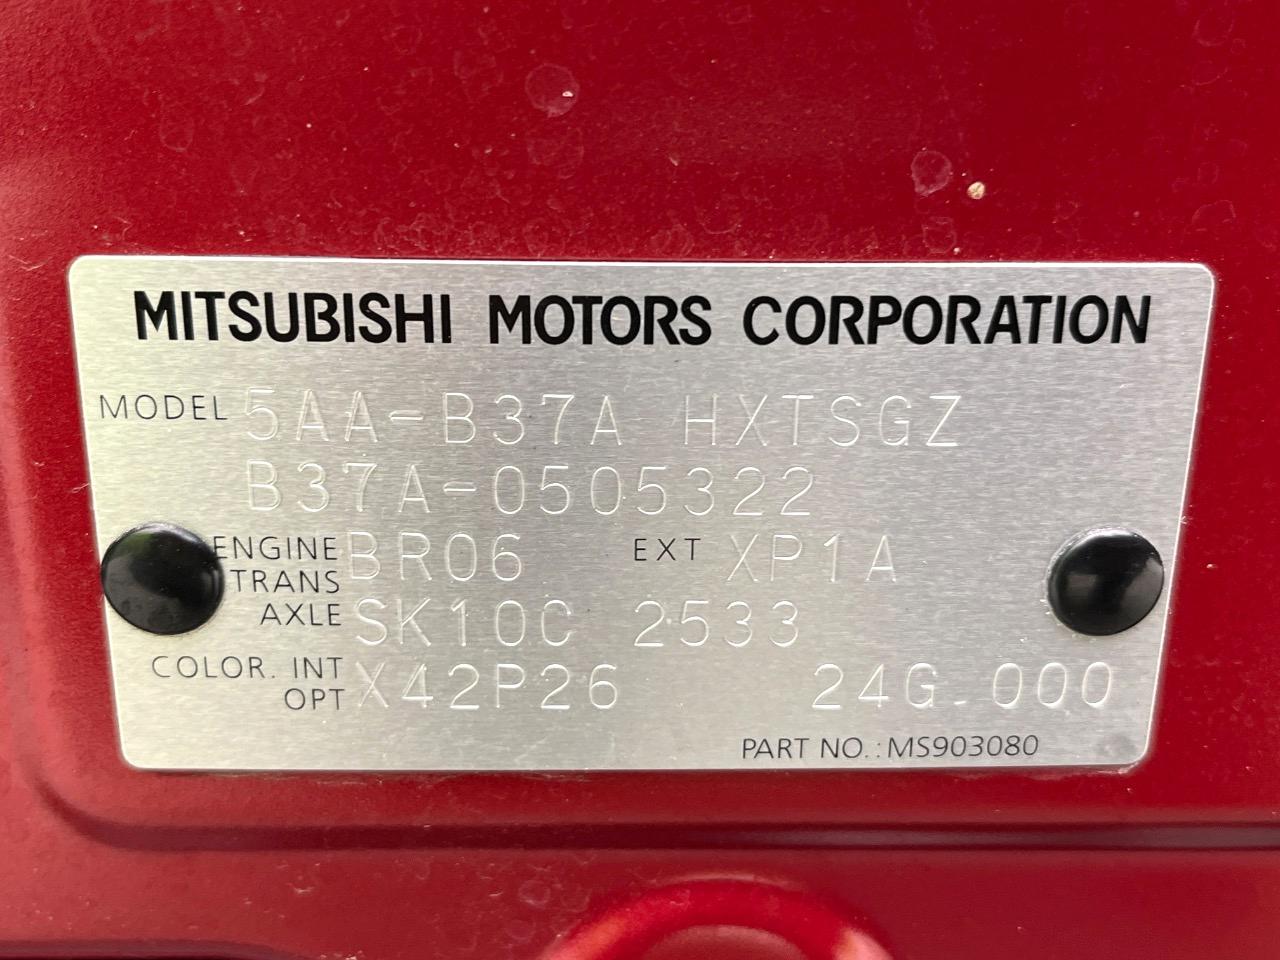 MITSUBISHI MOTORS CORPORATION
MODEL 5AA-B37A HXTSGZ
B37A-0505322
ENGINE BR06 EXT XP1A
TRANS
AXLE SK10C 2533
COLOR. INT
OPT X42P26 24G.000
PART NO.:MS903080